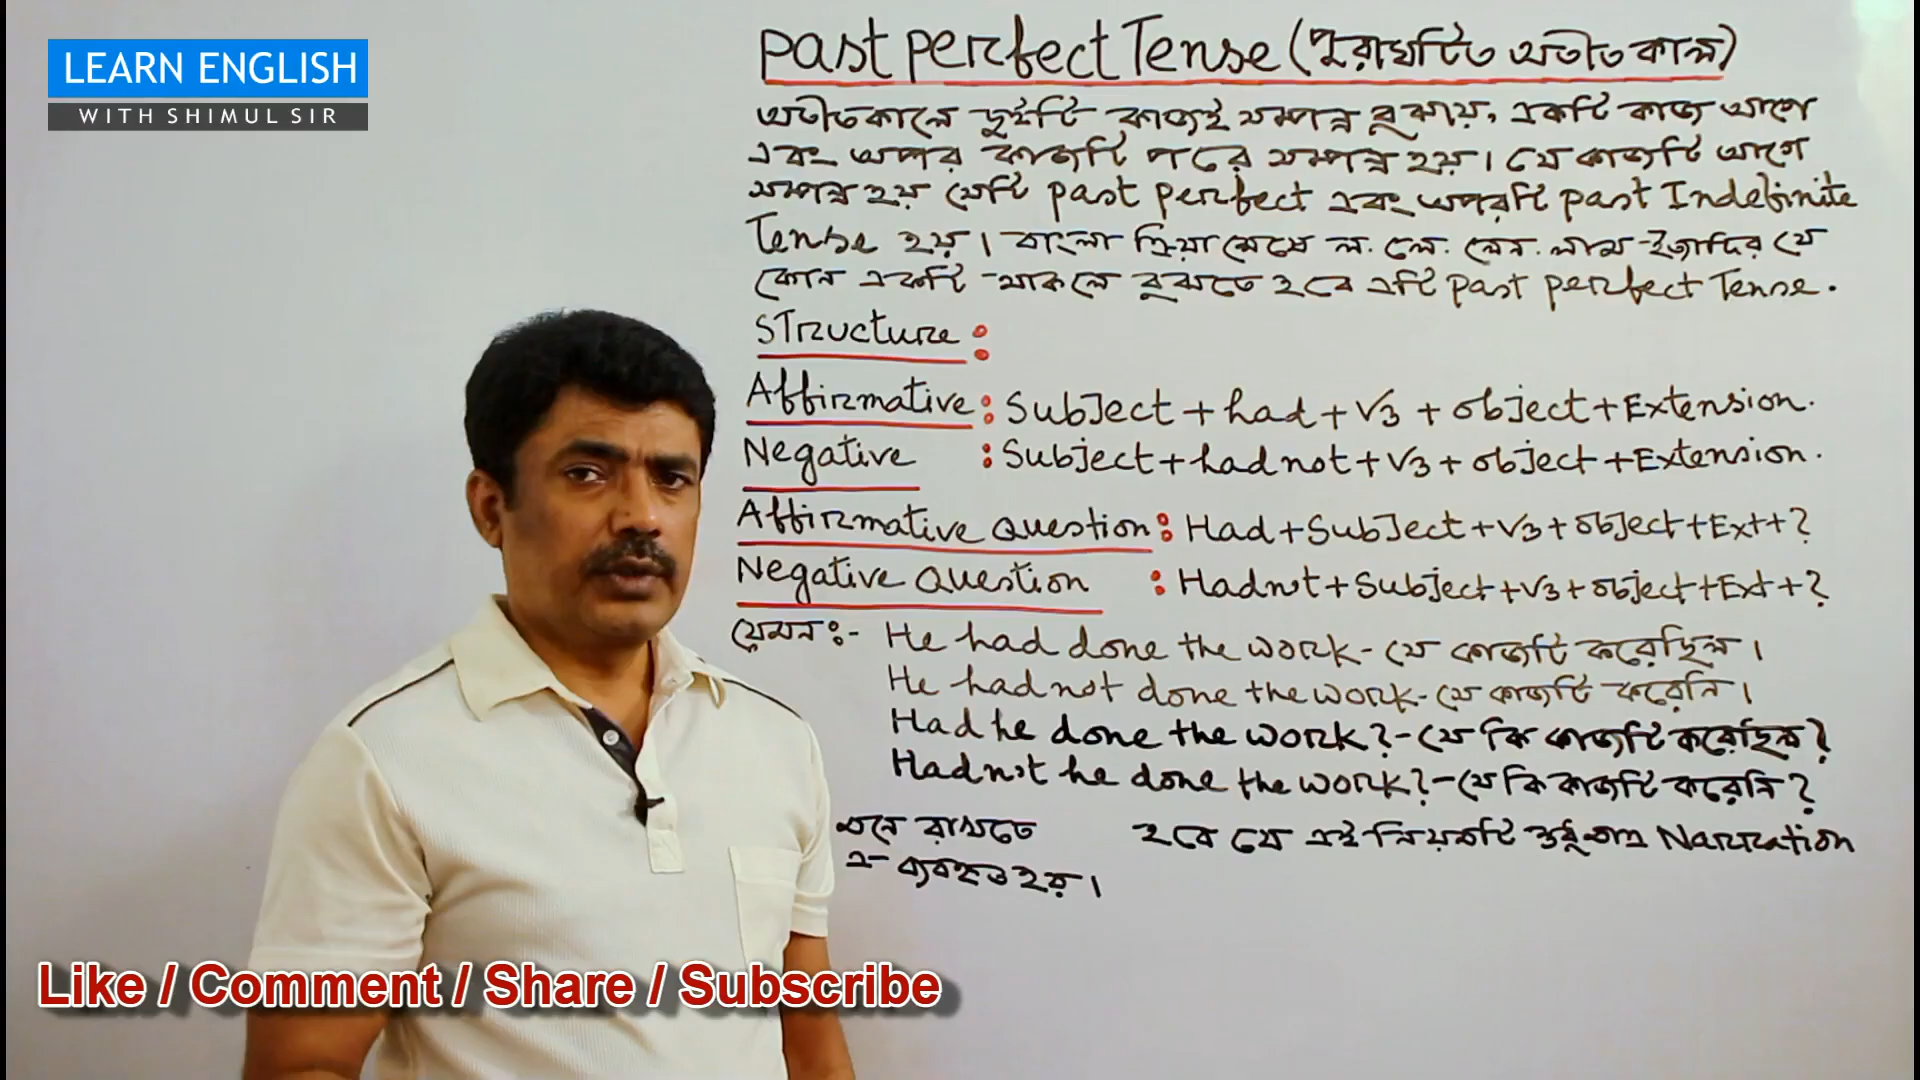 LEARN ENGLISH
WITH SHIMUL SIR
Past Perfect Tense (পুরাঘটিত অতীত কাল)
অতীতকালে দুইটি কাজই সম্পন্ন বুঝায়, একটি কাজ আগে
এবং অপর কাজটি পরে সম্পন্ন হয়। যে কাজটি আগে
সম্পন্ন হয় সেটি past perfect এবং অপরটি past Indefinite
Tense হয়। বাংলা ক্রিয়া শেষে ল. লে. লেন. লাম-ইত্যাদির যে
কোন একটি থাকলে বুঝতে হবে এটি past perfect Tense.
Structure:
Affirmative: Subject + had + V3 + object + Extension.
Negative : Subject + had not + V3 + object + Extension.
Affirmative Question: Had + Subject + V3 + object + Ext + ?
Negative Question : Had not + Subject + V3 + object + Ext + ?
যেমনঃ- He had done the work - সে কাজটি করেছিল।
He had not done the work - সে কাজটি করেনি।
Had he done the work? - সে কি কাজটি করেছিল?
Had not he done the work? - সে কি কাজটি করেনি?
মনে রাখতে হবে যে এই নিয়মটি শুধুমাত্র Narration
এ- ব্যবহৃত হয়।
Like / Comment / Share / Subscribe